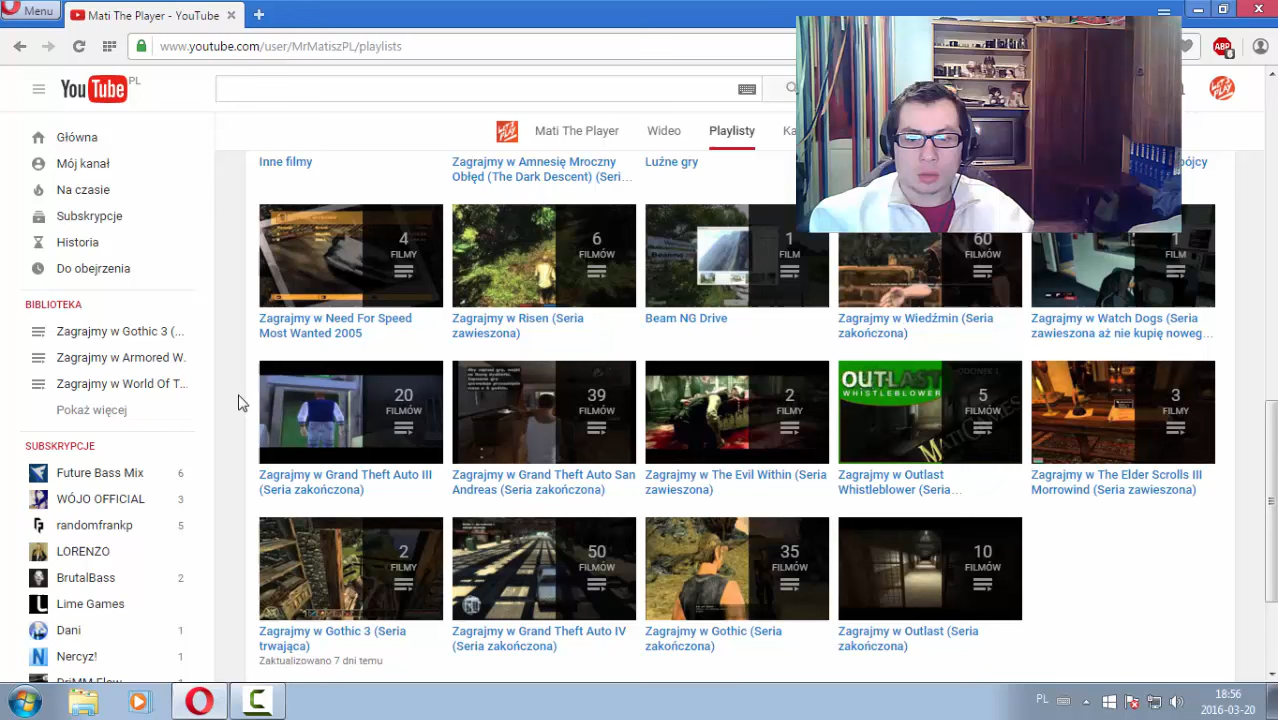 Menu
Mati The Player - YouTube
www.youtube.com/user/MrMatiszPL/playlists
ABP
YouTube PL
Mati The Player
Wideo
Playlisty
Ka
Główna
Mój kanał
Na czasie
Subskrypcje
Historia
Do obejrzenia
BIBLIOTEKA
Zagrajmy w Gothic 3 (...
Zagrajmy w Armored W.
Zagrajmy w World Of T...
Pokaż więcej
SUBSKRYPCJE
Future Bass Mix 6
WÓJO OFFICIAL 3
randomfrankp 5
LORENZO
BrutalBass 2
Lime Games
Dani 1
Nercyz! 1
Inne filmy
Zagrajmy w Amnesię Mroczny
Obłęd (The Dark Descent) (Seri...
Luźne gry
ójcy
4
FILMY
Zagrajmy w Need For Speed
Most Wanted 2005
6
FILMÓW
Zagrajmy w Risen (Seria
zawieszona)
1
FILM
Beam NG Drive
60
FILMÓW
Zagrajmy w Wiedźmin (Seria
zakończona)
1
FILM
Zagrajmy w Watch Dogs (Seria
zawieszona aż nie kupię noweg...
20
FILMÓW
Zagrajmy w Grand Theft Auto III
(Seria zakończona)
39
FILMÓW
Zagrajmy w Grand Theft Auto San
Andreas (Seria zakończona)
2
FILMY
Zagrajmy w The Evil Within (Seria
zawieszona)
OUTLAST
WHISTLEBLOWER
ODCINEK 1
MATIGAMES
5
FILMÓW
Zagrajmy w Outlast
Whistleblower (Seria...
3
FILMY
Zagrajmy w The Elder Scrolls III
Morrowind (Seria zawieszona)
2
FILMY
Zagrajmy w Gothic 3 (Seria
trwająca)
Zaktualizowano 7 dni temu
50
FILMÓW
Zagrajmy w Grand Theft Auto IV
(Seria zakończona)
35
FILMÓW
Zagrajmy w Gothic (Seria
zakończona)
10
FILMÓW
Zagrajmy w Outlast (Seria
zakończona)
PL
18:56
2016-03-20